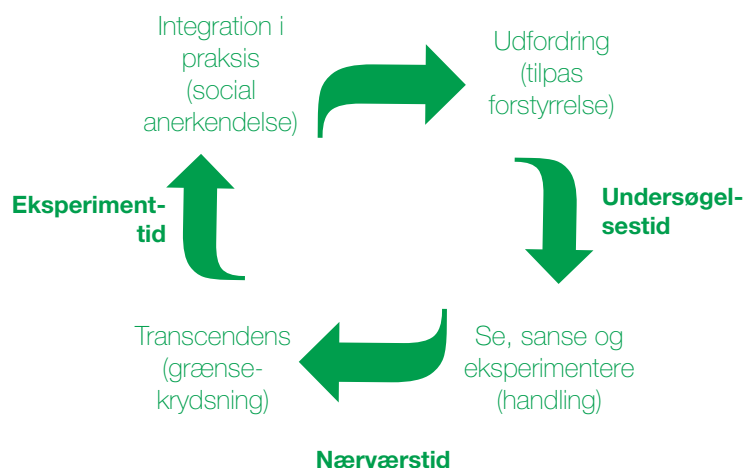 Integration i
praksis
(social
anerkendelse)
Udfordring
(tilpas
forstyrrelse)
Eksperiment-
tid
Undersøgel-
sestid
Transcendens
(grænse-
krydsning)
Se, sanse og
eksperimentere
(handling)
Nærværstid